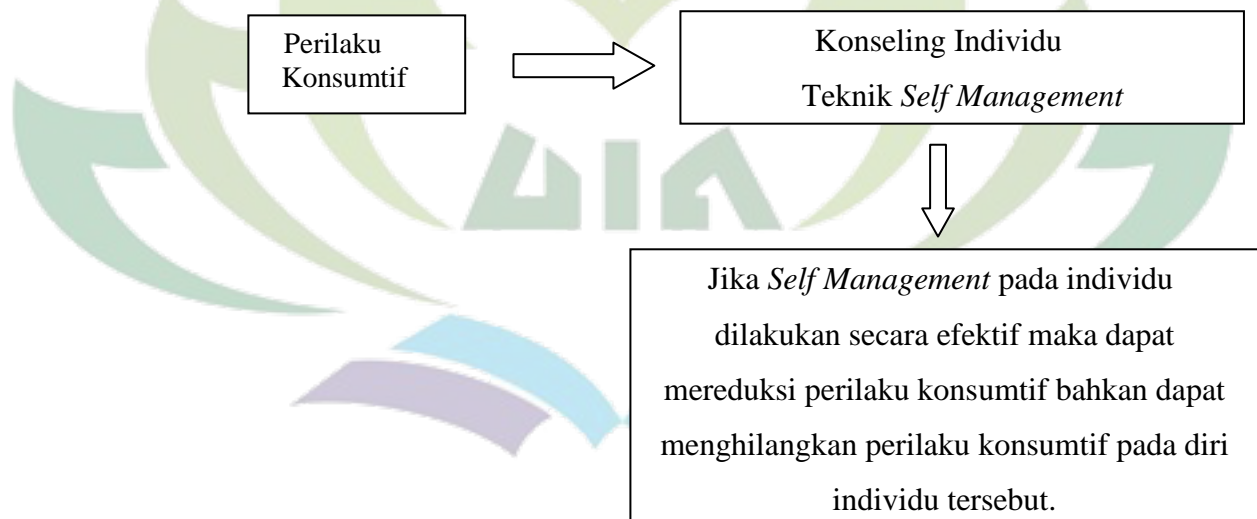 Perilaku
Konsumtif
Konseling Individu
Teknik Self Management
UIN
Jika Self Management pada individu
dilakukan secara efektif maka dapat
mereduksi perilaku konsumtif bahkan dapat
menghilangkan perilaku konsumtif pada diri
individu tersebut.